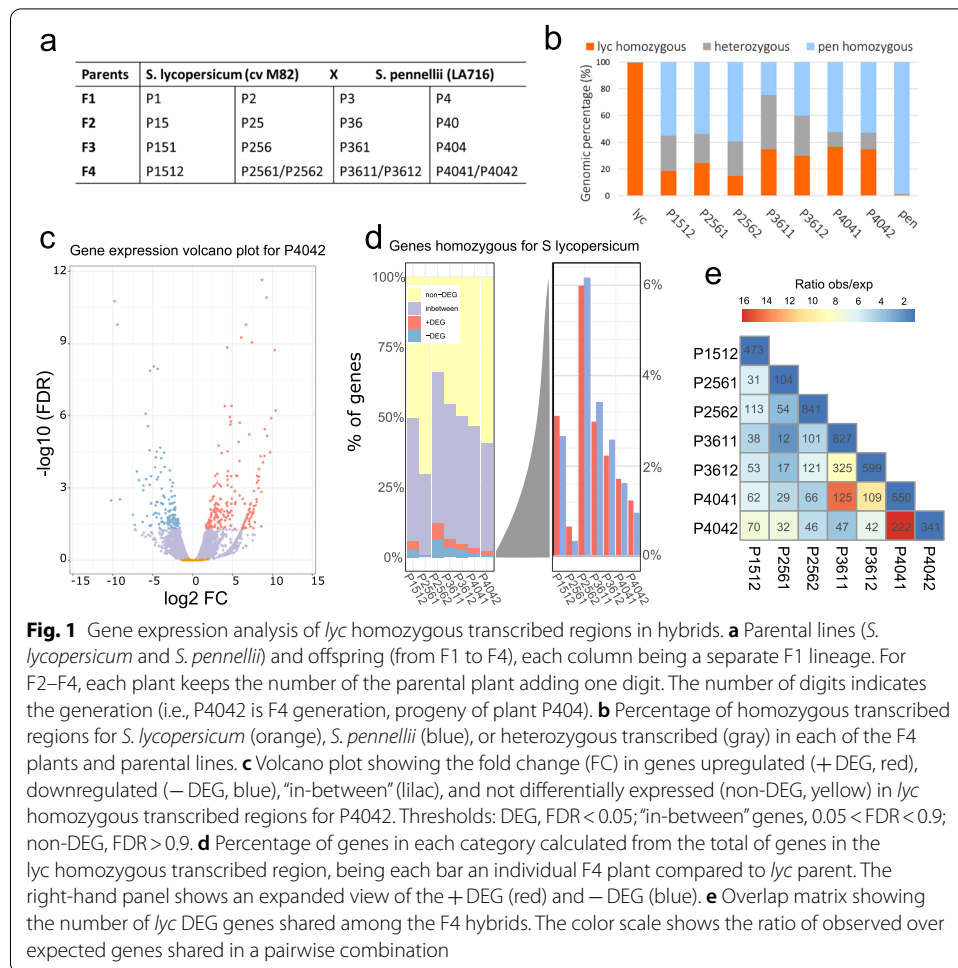 a
Parents S. lycopersicum (cv M82) X S. pennellii (LA716)
F1 P1 P2 P3 P4
F2 P15 P25 P36 P40
F3 P151 P256 P361 P404
F4 P1512 P2561/P2562 P3611/P3612 P4041/P4042
b
lyc homozygous heterozygous pen homozygous
Genomic percentage (%)
100
80
60
40
20
0
lyc P1512 P2561 P2562 P3611 P3612 P4041 P4042 pen
c
Gene expression volcano plot for P4042
-log10 (FDR)
12
9
6
3
0
-15 -10 -5 0 5 10 15
log2 FC
d
Genes homozygous for S lycopersicum
% of genes
100%
75%
50%
25%
0%
non-DEG
inbetween
+DEG
-DEG
P1512 P2561 P2562 P3611 P3612 P4041 P4042
6%
4%
2%
0%
P1512 P2561 P2562 P3611 P3612 P4041 P4042
e
Ratio obs/exp
16 14 12 10 8 6 4 2
P1512 473
P2561 31 104
P2562 113 54 841
P3611 38 12 101 827
P3612 53 17 121 325 599
P4041 62 29 66 125 109 550
P4042 70 32 46 47 42 222 341
P1512 P2561 P2562 P3611 P3612 P4041 P4042
Fig. 1 Gene expression analysis of lyc homozygous transcribed regions in hybrids. a Parental lines (S.
lycopersicum and S. pennellii) and offspring (from F1 to F4), each column being a separate F1 lineage. For
F2–F4, each plant keeps the number of the parental plant adding one digit. The number of digits indicates
the generation (i.e., P4042 is F4 generation, progeny of plant P404). b Percentage of homozygous transcribed
regions for S. lycopersicum (orange), S. pennellii (blue), or heterozygous transcribed (gray) in each of the F4
plants and parental lines. c Volcano plot showing the fold change (FC) in genes upregulated (+ DEG, red),
downregulated (− DEG, blue), “in-between” (lilac), and not differentially expressed (non-DEG, yellow) in lyc
homozygous transcribed regions for P4042. Thresholds: DEG, FDR < 0.05; “in-between” genes, 0.05 < FDR < 0.9;
non-DEG, FDR > 0.9. d Percentage of genes in each category calculated from the total of genes in the
lyc homozygous transcribed region, being each bar an individual F4 plant compared to lyc parent. The
right-hand panel shows an expanded view of the + DEG (red) and − DEG (blue). e Overlap matrix showing
the number of lyc DEG genes shared among the F4 hybrids. The color scale shows the ratio of observed over
expected genes shared in a pairwise combination